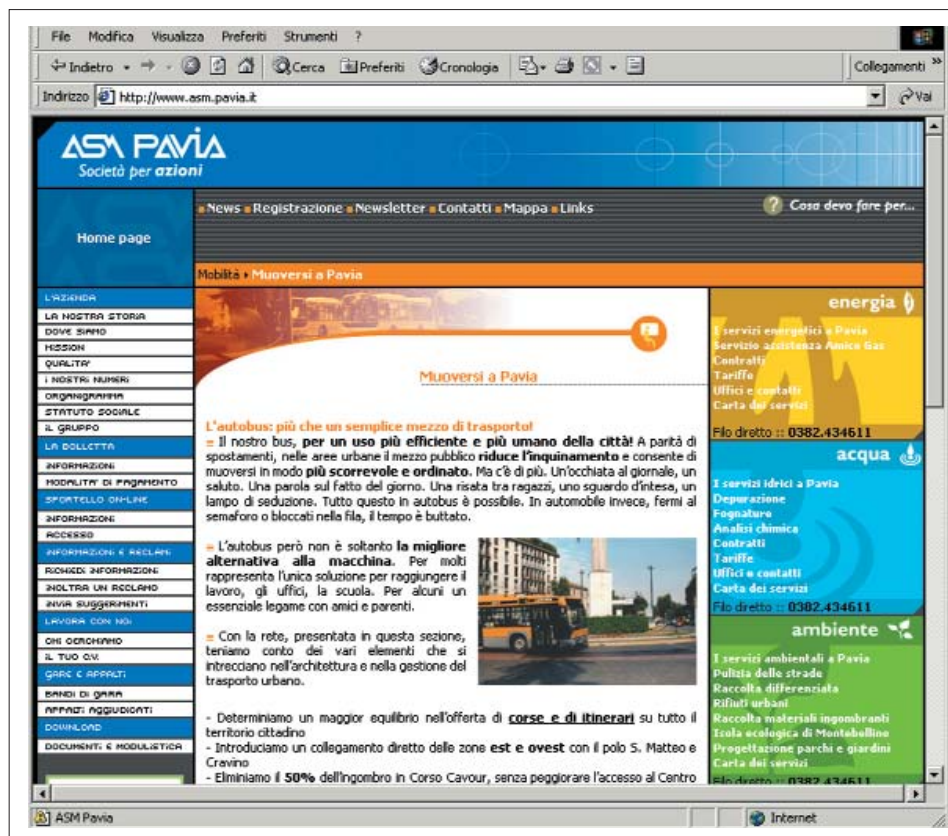 File Modifica Visualizza Preferiti Strumenti ?
Indietro Cerca Preferiti Cronologia Collegamenti »
Indirizzo http://www.asm.pavia.it Vai
ASM PAVIA
Società per azioni
News Registrazione Newsletter Contatti Mappa Links
? Cosa devo fare per...
Home page
Mobilità Muoversi a Pavia
L'AZIENDA
LA NOSTRA STORIA
DOVE SIAMO
MISSION
QUALITA'
I NOSTRI NUMERI
ORGANIGRAMMA
STATUTO SOCIALE
IL GRUPPO
LA BOLLETTA
INFORMAZIONI
MODALITA' DI PAGAMENTO
SPORTELLO ON-LINE
INFORMAZIONI
ACCESSO
INFORMAZIONI E RECLAMI
RICHIEDI INFORMAZIONI
INOLTRA UN RECLAMO
INVIA SUGGERIMENTI
LAVORA CON NOI
CHI CERCHIAMO
IL TUO C.V.
GARE E APPALTI
BANDI DI GARA
APPALTI AGGIUDICATI
DOWNLOAD
DOCUMENTI E MODULISTICA
Muoversi a Pavia
L'autobus: più che un semplice mezzo di trasporto!
Il nostro bus, per un uso più efficiente e più umano della città! A parità di
spostamenti, nelle aree urbane il mezzo pubblico riduce l'inquinamento e consente di
muoversi in modo più scorrevole e ordinato. Ma c'è di più. Un'occhiata al giornale, un
saluto. Una parola sul fatto del giorno. Una risata tra ragazzi, uno sguardo d'intesa, un
lampo di seduzione. Tutto questo in autobus è possibile. In automobile invece, fermi al
semaforo o bloccati nella fila, il tempo è buttato.
L'autobus però non è soltanto la migliore
alternativa alla macchina. Per molti
rappresenta l'unica soluzione per raggiungere il
lavoro, gli uffici, la scuola. Per alcuni un
essenziale legame con amici e parenti.
Con la rete, presentata in questa sezione,
teniamo conto dei vari elementi che si
intrecciano nell'architettura e nella gestione del
trasporto urbano.
- Determiniamo un maggior equilibrio nell'offerta di corse e di itinerari su tutto il
territorio cittadino
- Introduciamo un collegamento diretto delle zone est e ovest con il polo S. Matteo e
Cravino
- Eliminiamo il 50% dell'ingombro in Corso Cavour, senza peggiorare l'accesso al Centro
energia
I servizi energetici a Pavia
Servizio assistenza Amico Gas
Contratti
Tariffe
Uffici e contatti
Carta dei servizi
Filo diretto :: 0382.434611
acqua
I servizi idrici a Pavia
Depurazione
Fognature
Analisi chimica
Contratti
Tariffe
Uffici e contatti
Carta dei servizi
Filo diretto :: 0382.434611
ambiente
I servizi ambientali a Pavia
Pulizia delle strade
Raccolta differenziata
Rifiuti urbani
Raccolta materiali ingombranti
Isola ecologica di Montebellino
Progettazione parchi e giardini
Carta dei servizi
Filo diretto :: 0382.434611
ASM Pavia
Internet